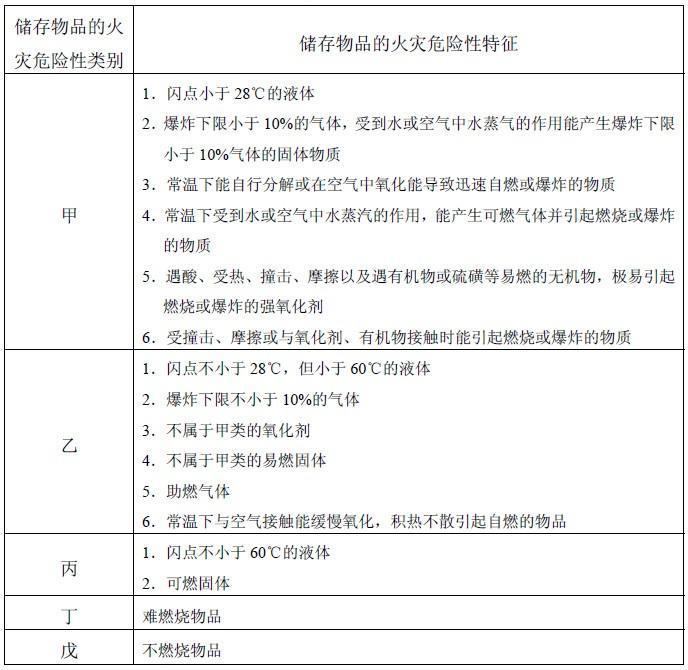 储存物品的火
灾危险性类别
储存物品的火灾危险性特征
甲
1．闪点小于28℃的液体
2．爆炸下限小于10%的气体，受到水或空气中水蒸气的作用能产生爆炸下限
小于10%气体的固体物质
3．常温下能自行分解或在空气中氧化能导致迅速自燃或爆炸的物质
4．常温下受到水或空气中水蒸汽的作用，能产生可燃气体并引起燃烧或爆炸
的物质
5．遇酸、受热、撞击、摩擦以及遇有机物或硫磺等易燃的无机物，极易引起
燃烧或爆炸的强氧化剂
6．受撞击、摩擦或与氧化剂、有机物接触时能引起燃烧或爆炸的物质
乙
1．闪点不小于28℃，但小于60℃的液体
2．爆炸下限不小于10%的气体
3．不属于甲类的氧化剂
4．不属于甲类的易燃固体
5．助燃气体
6．常温下与空气接触能缓慢氧化，积热不散引起自燃的物品
丙
1．闪点不小于60℃的液体
2．可燃固体
丁
难燃烧物品
戊
不燃烧物品